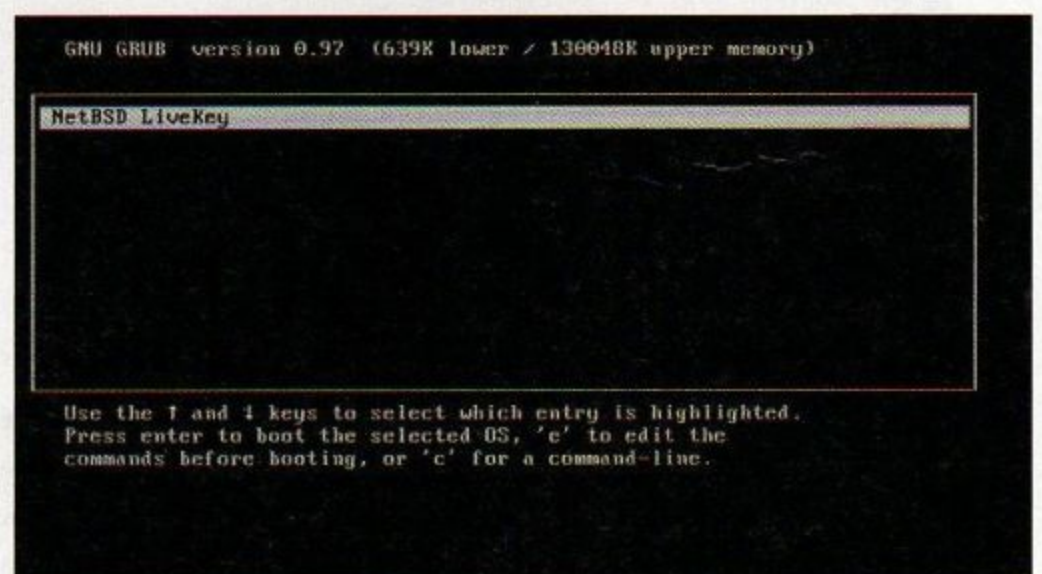 GNU GRUB version 0.97 (639K lower / 130048K upper memory)
NetBSD LiveKey
Use the ↑ and ↓ keys to select which entry is highlighted.
Press enter to boot the selected OS, 'e' to edit the
commands before booting, or 'c' for a command-line.